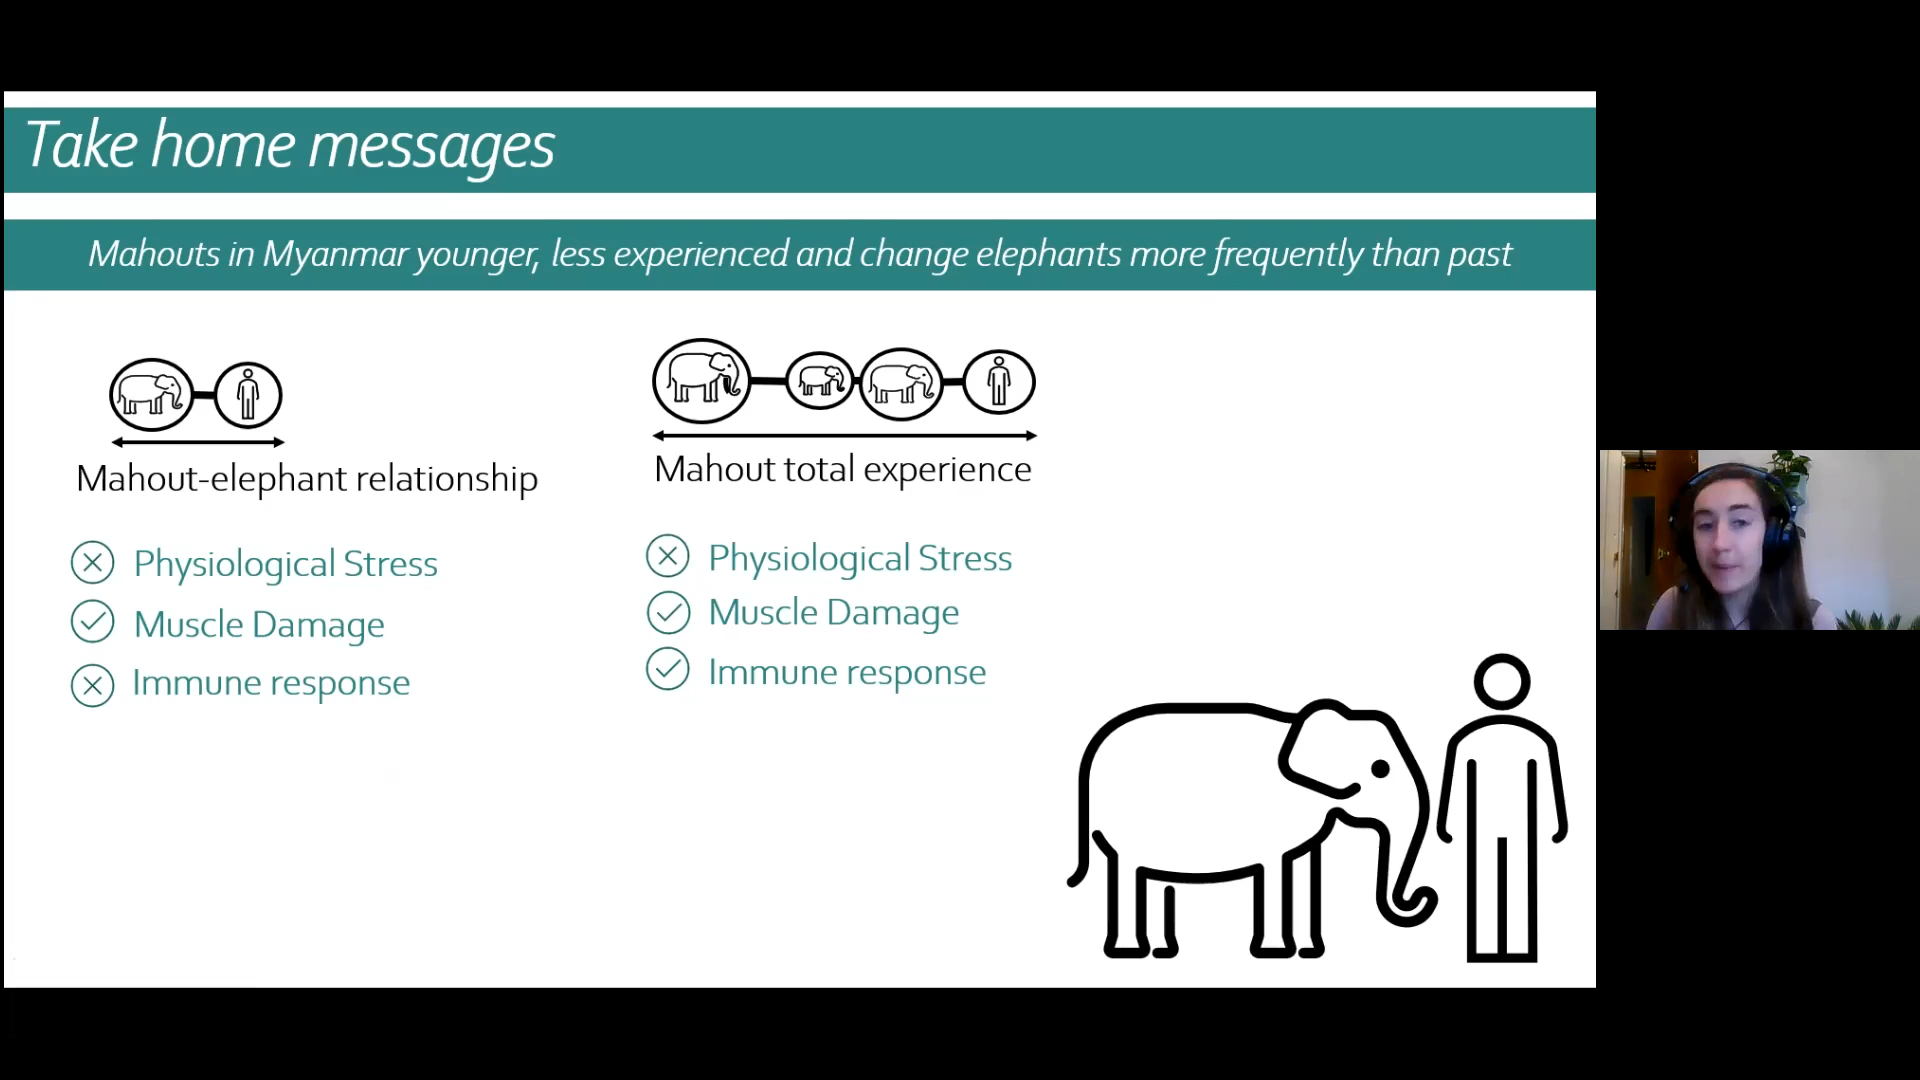 Take home messages
Mahouts in Myanmar younger, less experienced and change elephants more frequently than past
Mahout-elephant relationship
Physiological Stress
Muscle Damage
Immune response
Mahout total experience
Physiological Stress
Muscle Damage
Immune response